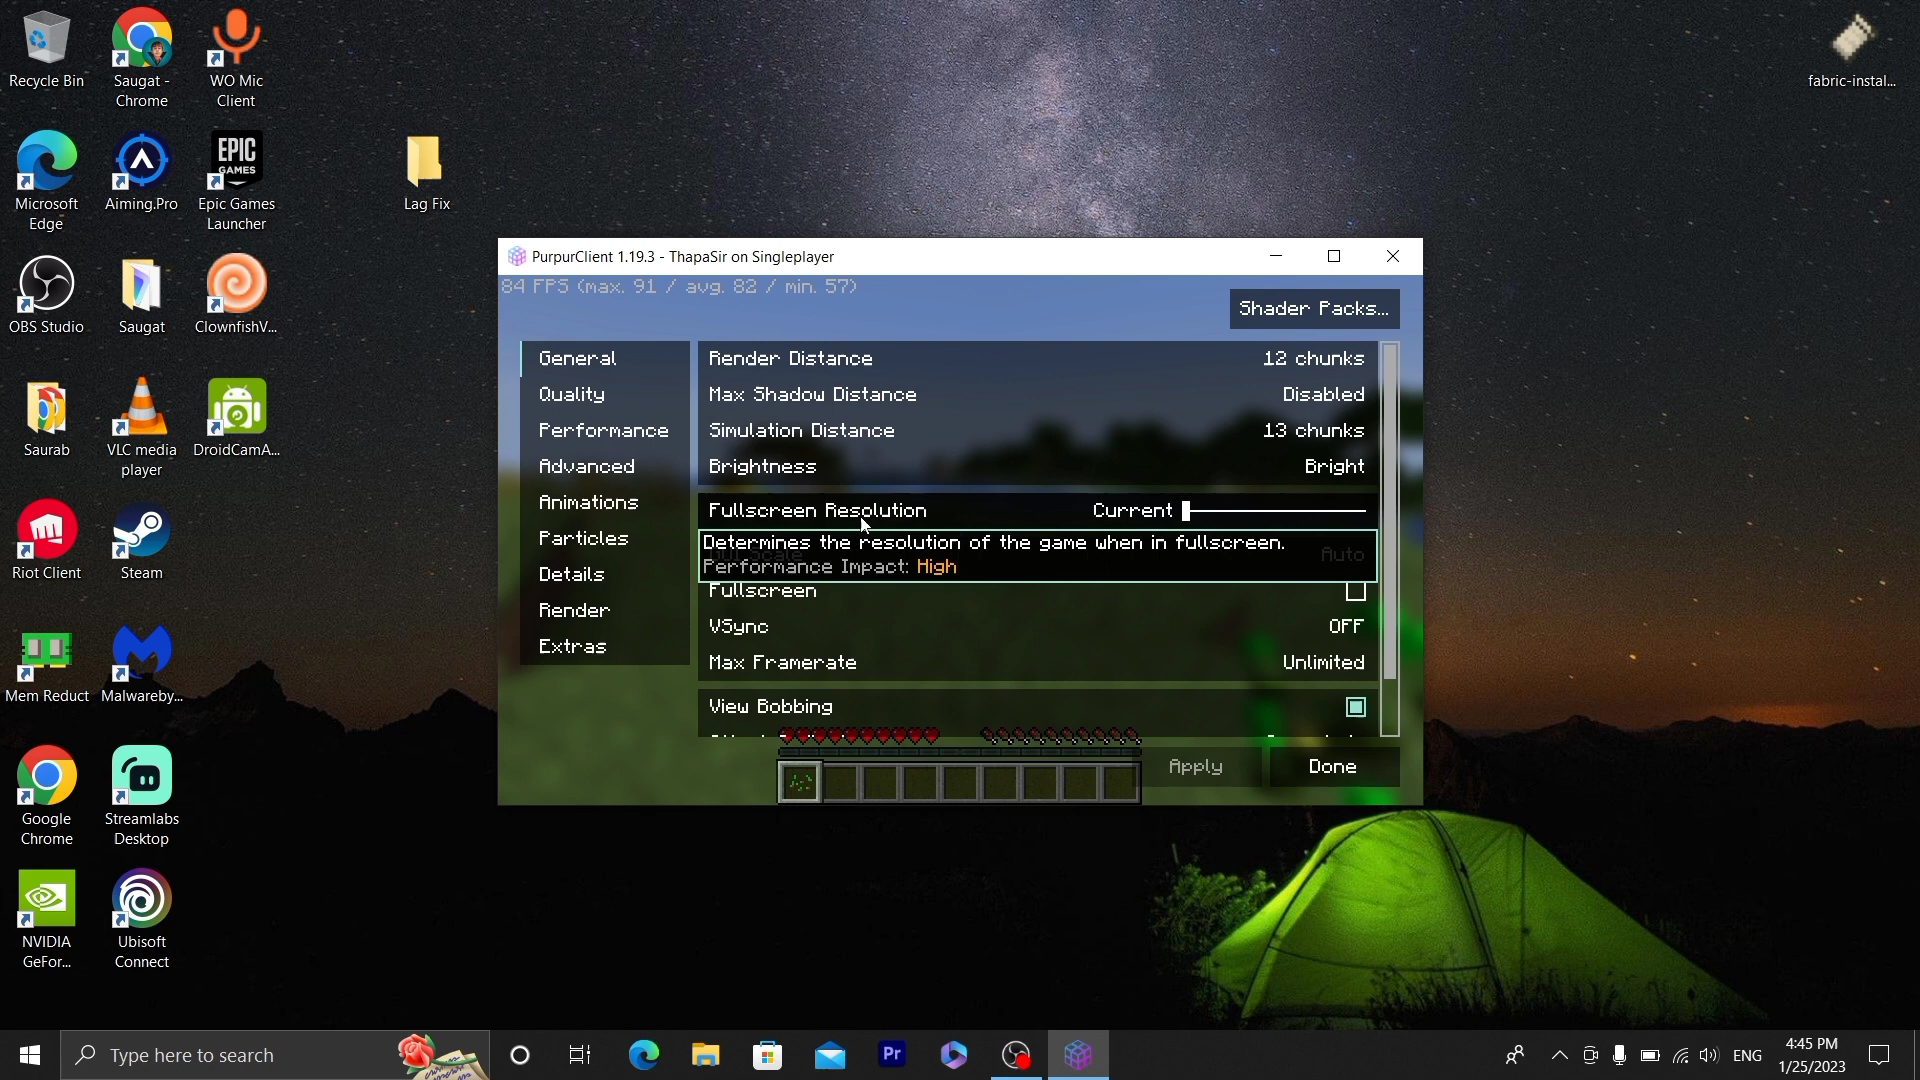 Recycle Bin
Saugat -
Chrome
WO Mic
Client
fabric-instal...
Microsoft
Edge
Aiming.Pro
EPIC
GAMES
Epic Games
Launcher
Lag Fix
OBS Studio
Saugat
ClownfishV...
Saurab
VLC media
player
DroidCamA...
Riot Client
Steam
Mem Reduct
Malwareby...
Google
Chrome
Streamlabs
Desktop
NVIDIA
GeFor...
Ubisoft
Connect
PurpurClient 1.19.3 - ThapaSir on Singleplayer
84 FPS (max. 91 / avg. 82 / min. 57)
Shader Packs...
General
Quality
Performance
Advanced
Animations
Particles
Details
Render
Extras
Render Distance 12 chunks
Max Shadow Distance Disabled
Simulation Distance 13 chunks
Brightness Bright
Fullscreen Resolution Current
Determines the resolution of the game when in fullscreen.
GUI Scale Auto
Performance Impact: High
Fullscreen
VSync OFF
Max Framerate Unlimited
View Bobbing
Apply
Done
Type here to search
Pr
ENG
4:45 PM
1/25/2023